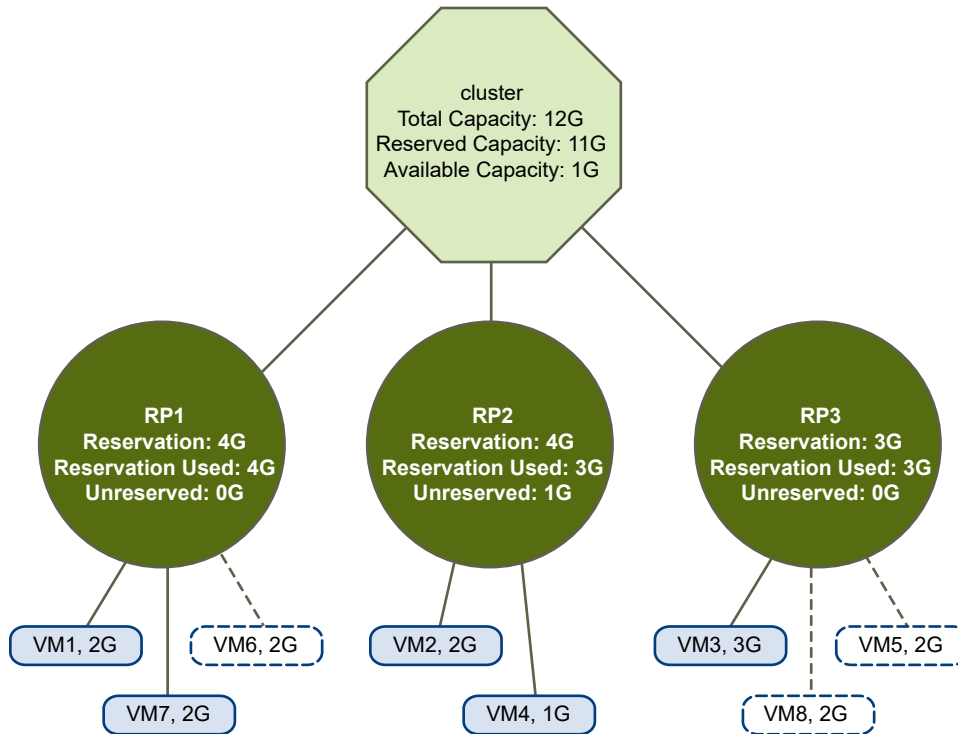 cluster
Total Capacity: 12G
Reserved Capacity: 11G
Available Capacity: 1G
RP1
Reservation: 4G
Reservation Used: 4G
Unreserved: 0G
RP2
Reservation: 4G
Reservation Used: 3G
Unreserved: 1G
RP3
Reservation: 3G
Reservation Used: 3G
Unreserved: 0G
VM1, 2G
VM6, 2G
VM2, 2G
VM3, 3G
VM5, 2G
VM7, 2G
VM4, 1G
VM8, 2G